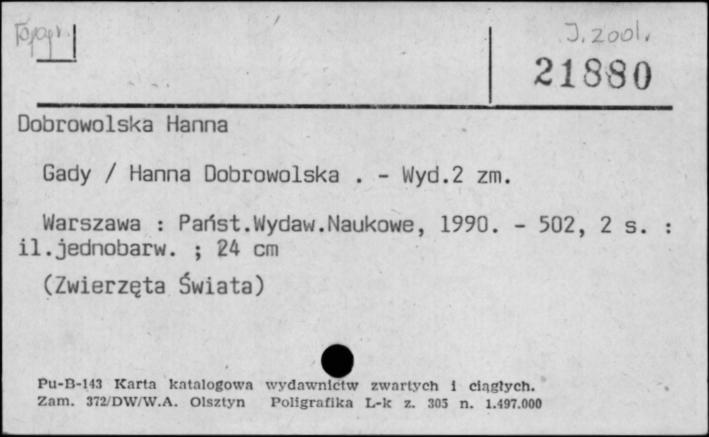 Topogr.
J. zool.
21880
Dobrowolska Hanna
Gady / Hanna Dobrowolska . - Wyd.2 zm.
Warszawa : Państ.Wydaw.Naukowe, 1990. - 502, 2 s. :
il.jednobarw. ; 24 cm
(Zwierzęta Świata)
Pu-B-143 Karta katalogowa wydawnictw zwartych i ciągłych.
Zam. 372/DW/W.A. Olsztyn Poligrafika L-k z. 305 n. 1.497.000